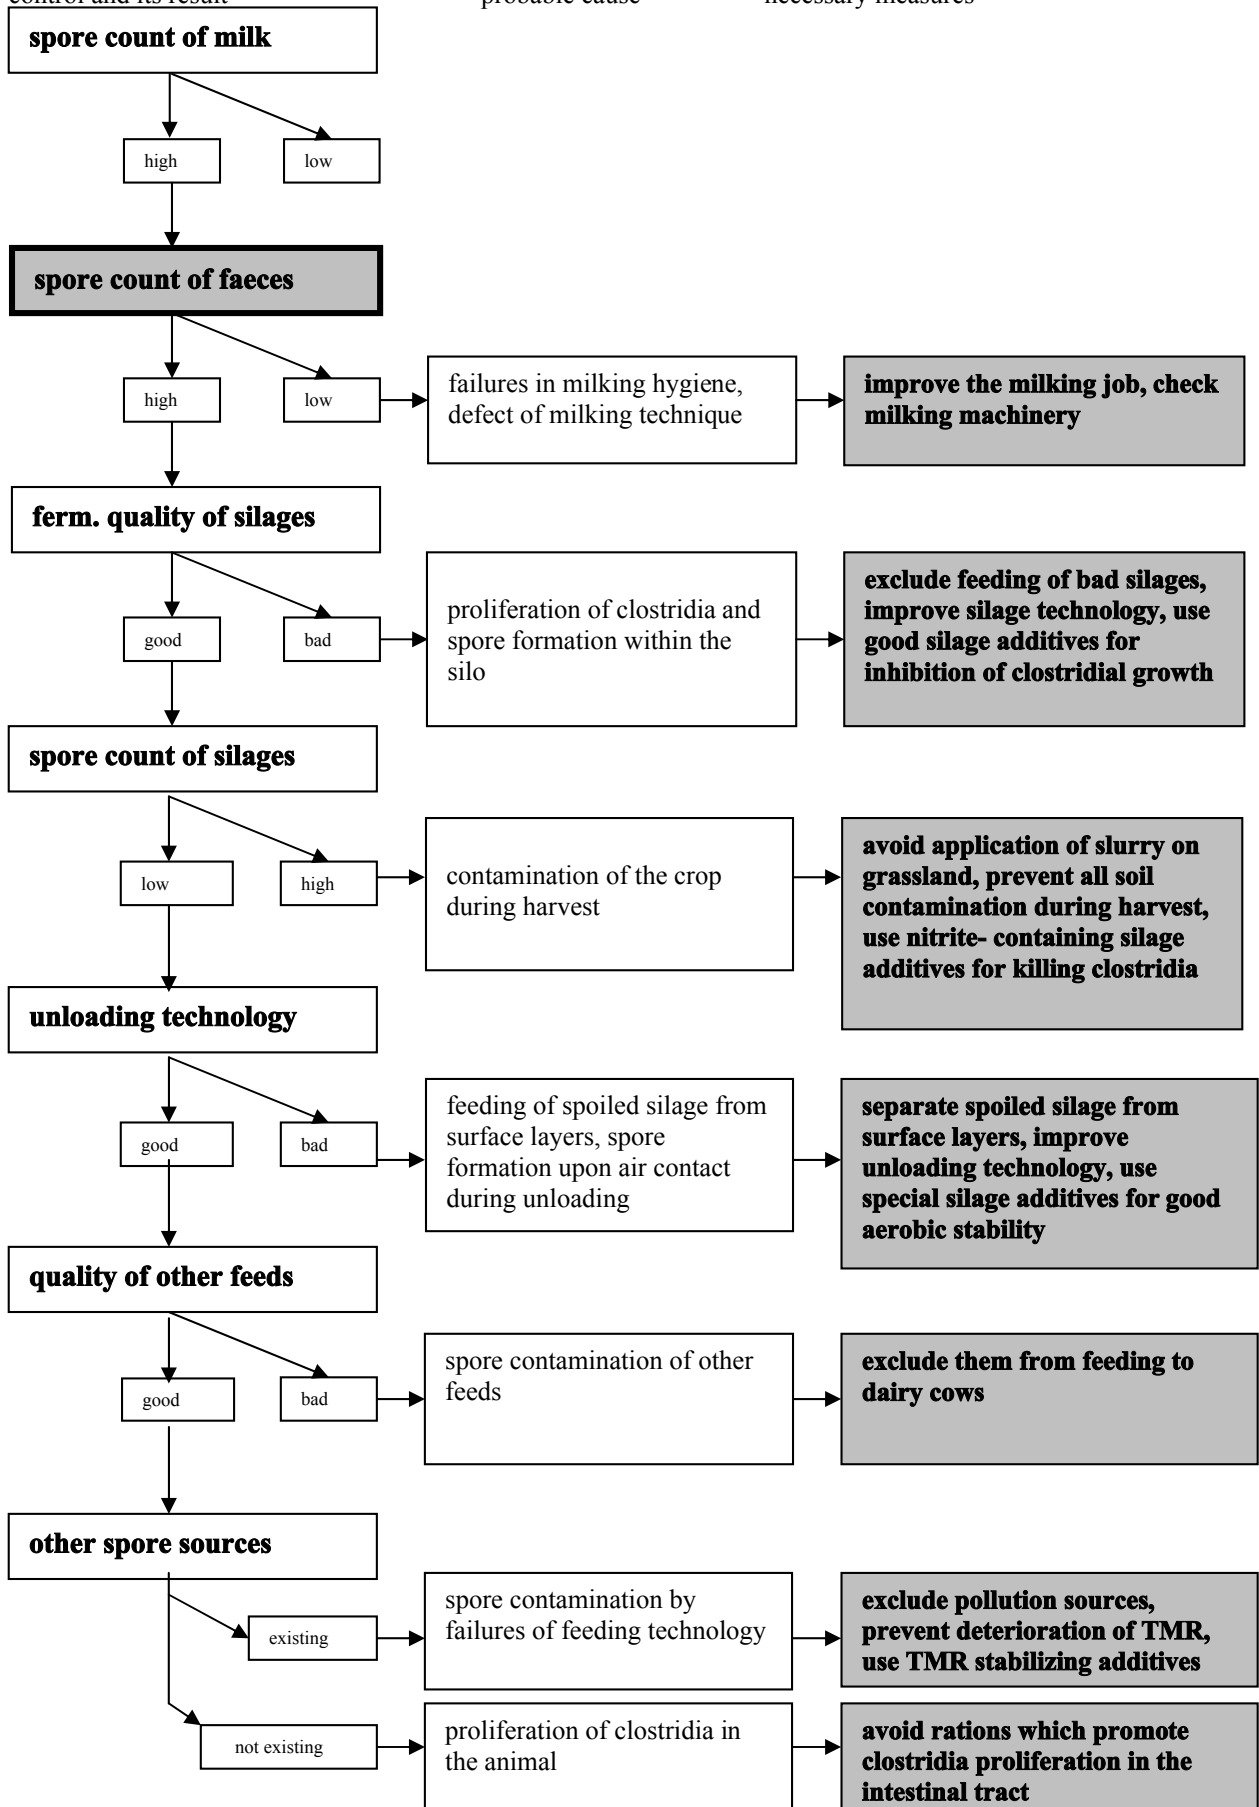 control and its result probable cause necessary measures
spore count of milk
high low
spore count of faeces
high low
failures in milking hygiene,
defect of milking technique
improve the milking job, check
milking machinery
ferm. quality of silages
good bad
proliferation of clostridia and
spore formation within the
silo
exclude feeding of bad silages,
improve silage technology, use
good silage additives for
inhibition of clostridial growth
spore count of silages
low high
contamination of the crop
during harvest
avoid application of slurry on
grassland, prevent all soil
contamination during harvest,
use nitrite- containing silage
additives for killing clostridia
unloading technology
good bad
feeding of spoiled silage from
surface layers, spore
formation upon air contact
during unloading
separate spoiled silage from
surface layers, improve
unloading technology, use
special silage additives for good
aerobic stability
quality of other feeds
good bad
spore contamination of other
feeds
exclude them from feeding to
dairy cows
other spore sources
existing
spore contamination by
failures of feeding technology
exclude pollution sources,
prevent deterioration of TMR,
use TMR stabilizing additives
not existing
proliferation of clostridia in
the animal
avoid rations which promote
clostridia proliferation in the
intestinal tract